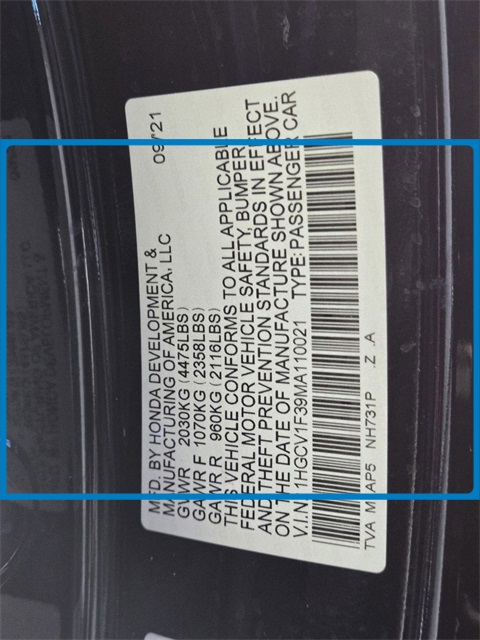 MFD. BY HONDA DEVELOPMENT &
MANUFACTURING OF AMERICA, LLC 09/21
GVWR 2030KG (4475LBS)
GAWR F 1070KG (2358LBS)
GAWR R 960KG (2116LBS)
THIS VEHICLE CONFORMS TO ALL APPLICABLE
FEDERAL MOTOR VEHICLE SAFETY, BUMPER,
AND THEFT PREVENTION STANDARDS IN EFFECT
ON THE DATE OF MANUFACTURE SHOWN ABOVE.
V.I.N. 1HGCV1F39MA110021 TYPE: PASSENGER CAR
TVA M AP5 NH731P .Z .A